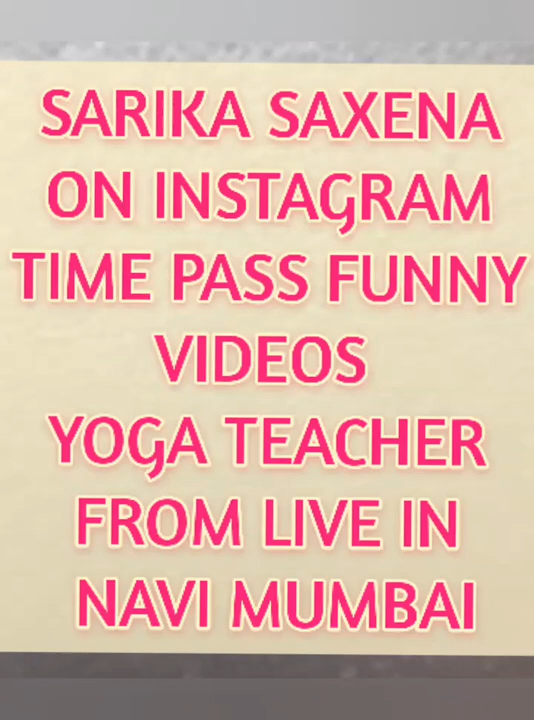 SARIKA SAXENA
ON INSTAGRAM
TIME PASS FUNNY
VIDEOS
YOGA TEACHER
FROM LIVE IN
NAVI MUMBAI